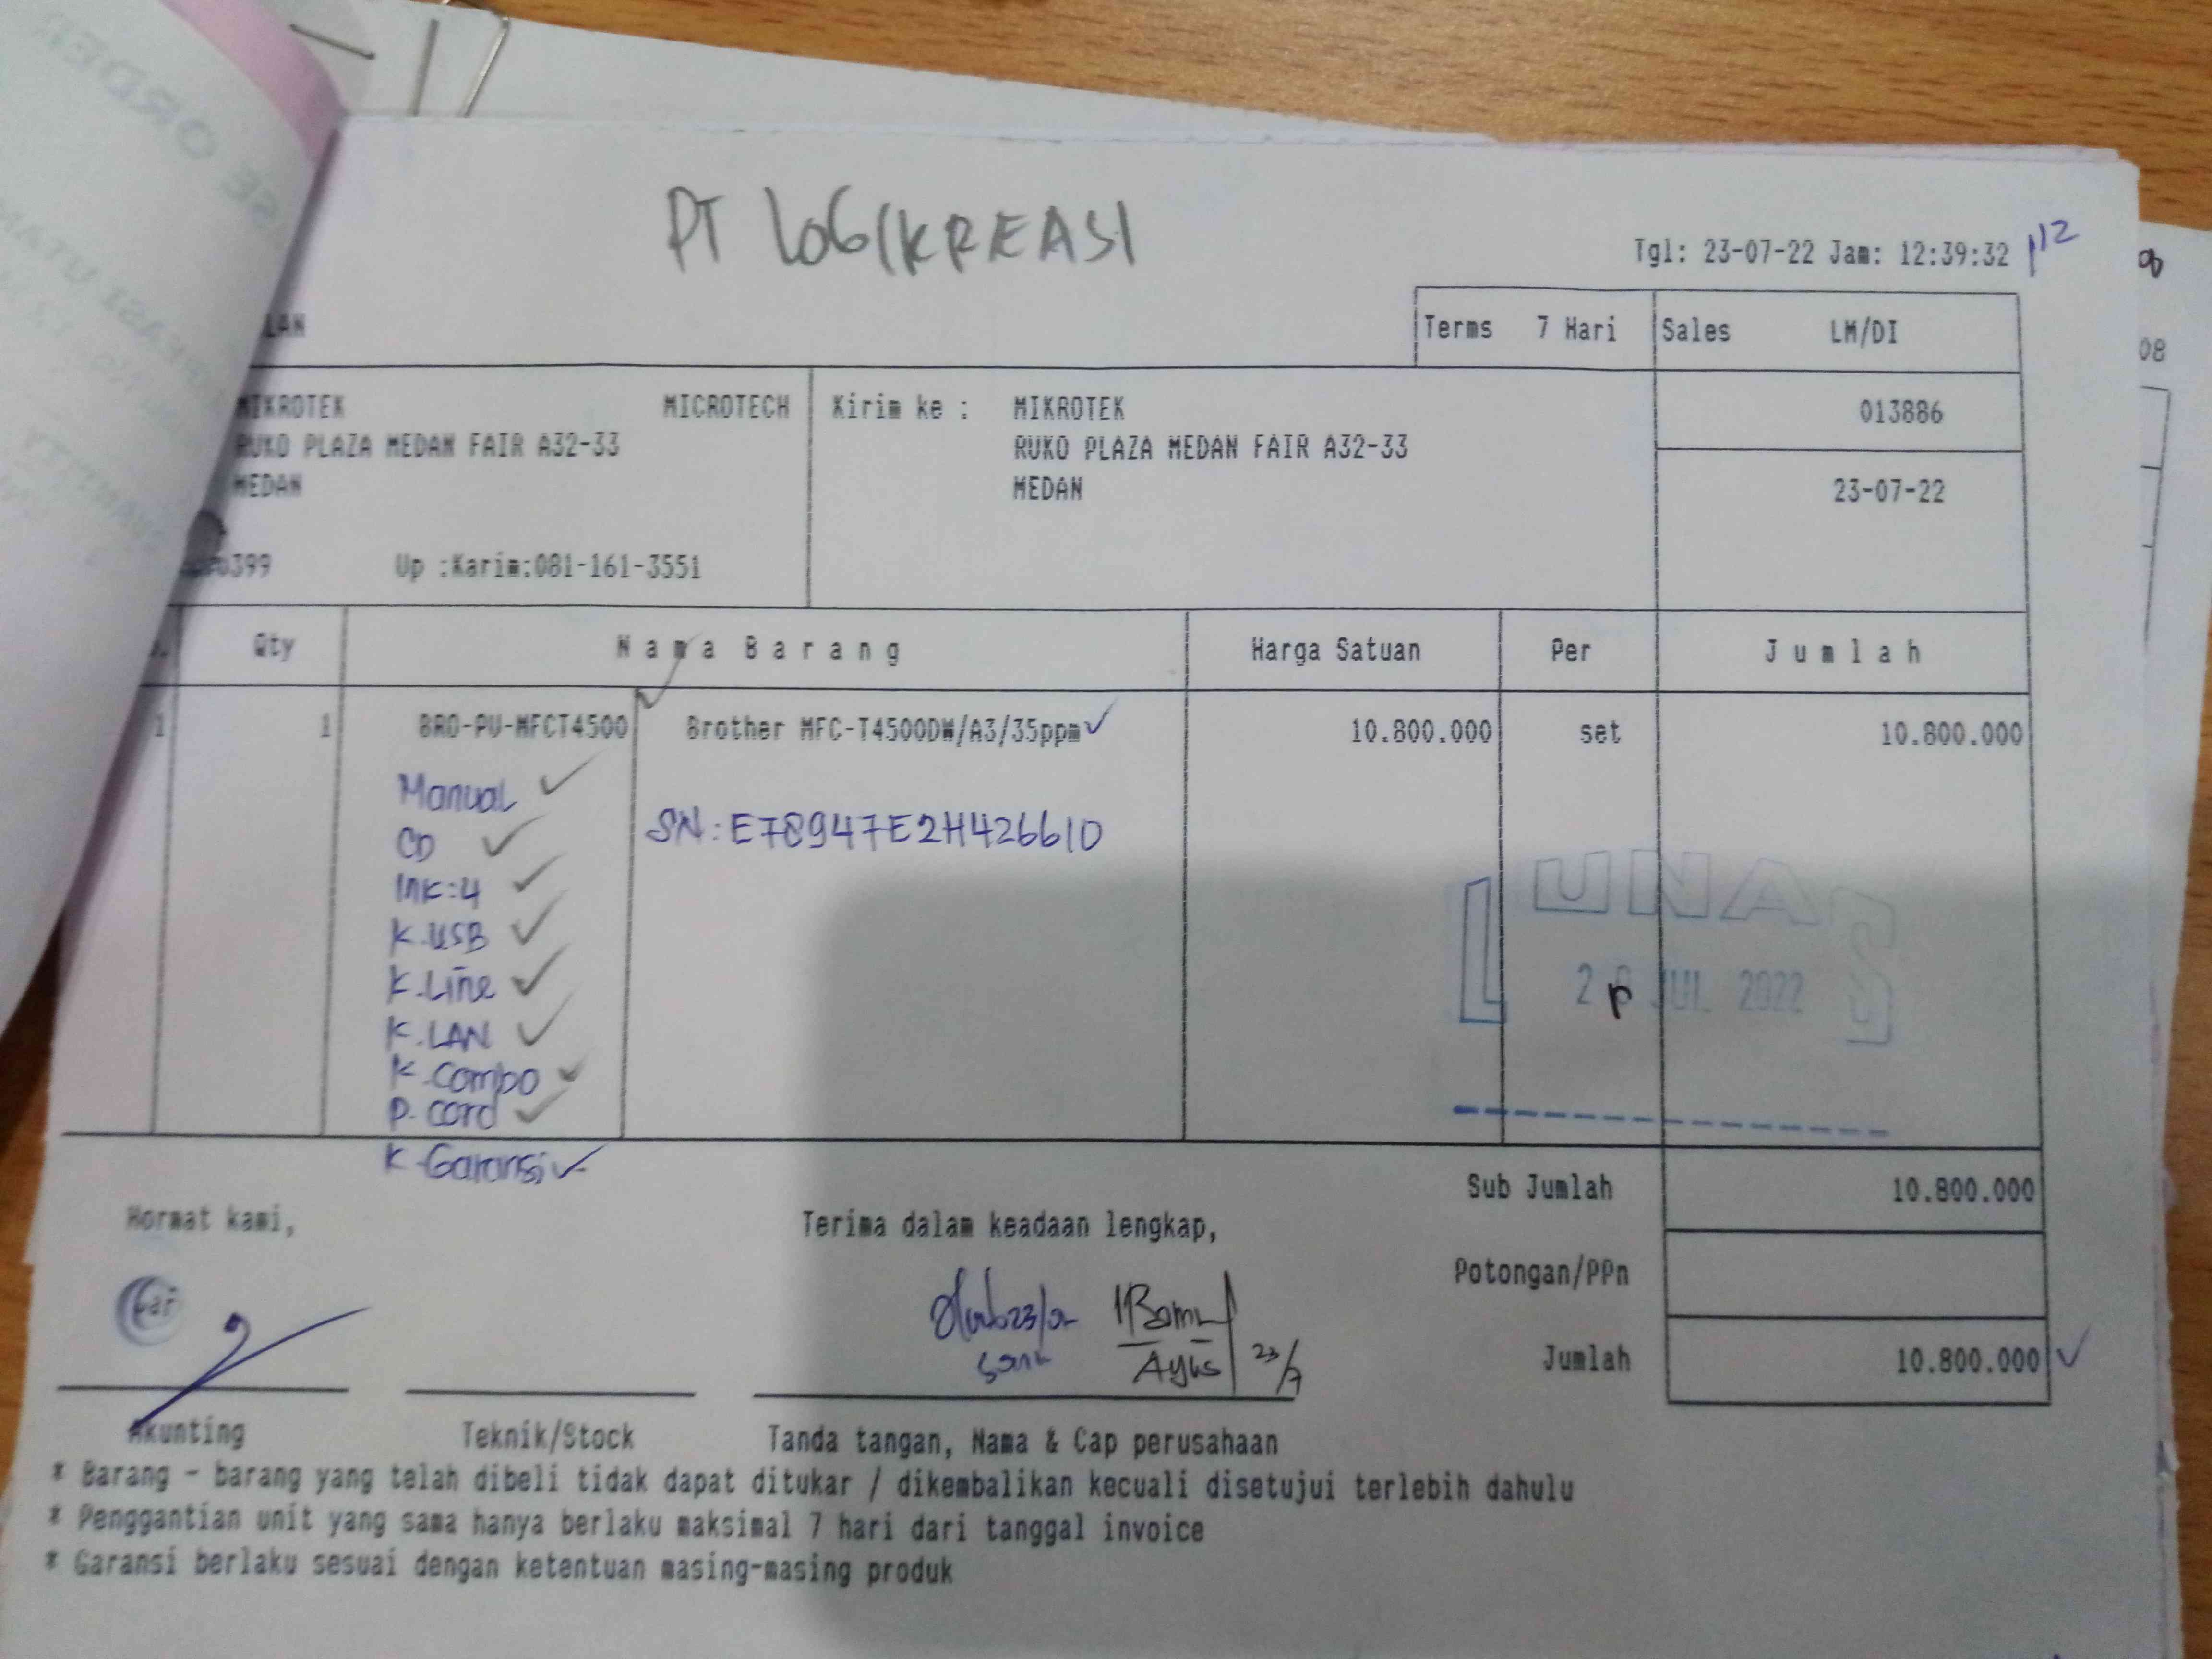 SE ORDER
PT LOGIKREASI
Tgl: 23-07-22 Jam: 12:39:32
LAN
Terms 7 Hari Sales LM/DI
08
MIKROTEK MICROTECH Kirim ke : MIKROTEK 013886
RUKO PLAZA MEDAN FAIR A32-33 RUKO PLAZA MEDAN FAIR A32-33
MEDAN MEDAN 23-07-22
399 Up :Karim:081-161-3551
Qty Nama Barang Harga Satuan Per Jumlah
1 1 BRO-PU-MFCT4500 Brother MFC-T4500DW/A3/35ppm 10.800.000 set 10.800.000
Manual
CD SN:E78947E2H426610
Ink:4
K.USB
K.Line
K.LAN
K.Combo
P.Cord
K-Garansi
LUNAS
JUL 2022
Sub Jumlah 10.800.000
Hormat kami, Terima dalam keadaan lengkap,
Potongan/PPn
Ayus 23/7
Jumlah 10.800.000
Akunting Teknik/Stock Tanda tangan, Nama & Cap perusahaan
* Barang - barang yang telah dibeli tidak dapat ditukar / dikembalikan kecuali disetujui terlebih dahulu
* Penggantian unit yang sama hanya berlaku maksimal 7 hari dari tanggal invoice
* Garansi berlaku sesuai dengan ketentuan masing-masing produk